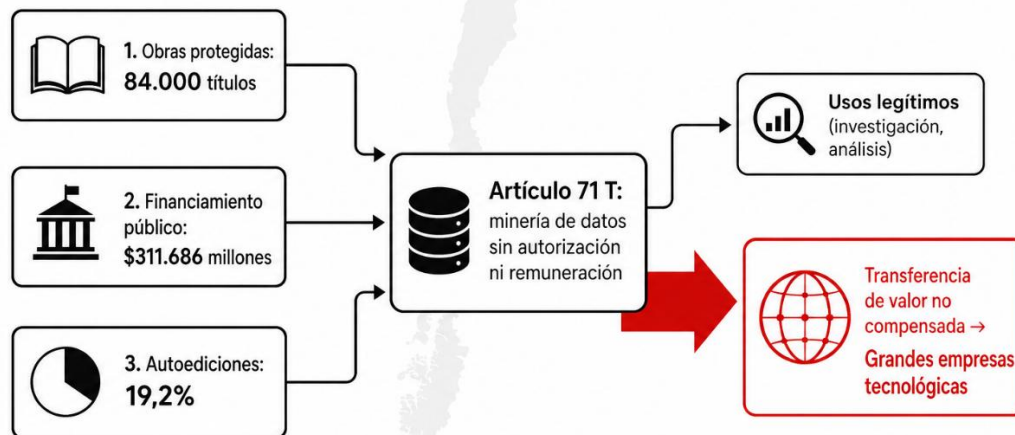 1. Obras protegidas:
84.000 títulos
2. Financiamiento
público:
$311.686 millones
3. Autoediciones:
19,2%
Artículo 71 T:
minería de datos
sin autorización
ni remuneración
Usos legítimos
(investigación,
análisis)
Transferencia
de valor no
compensada →
Grandes empresas
tecnológicas